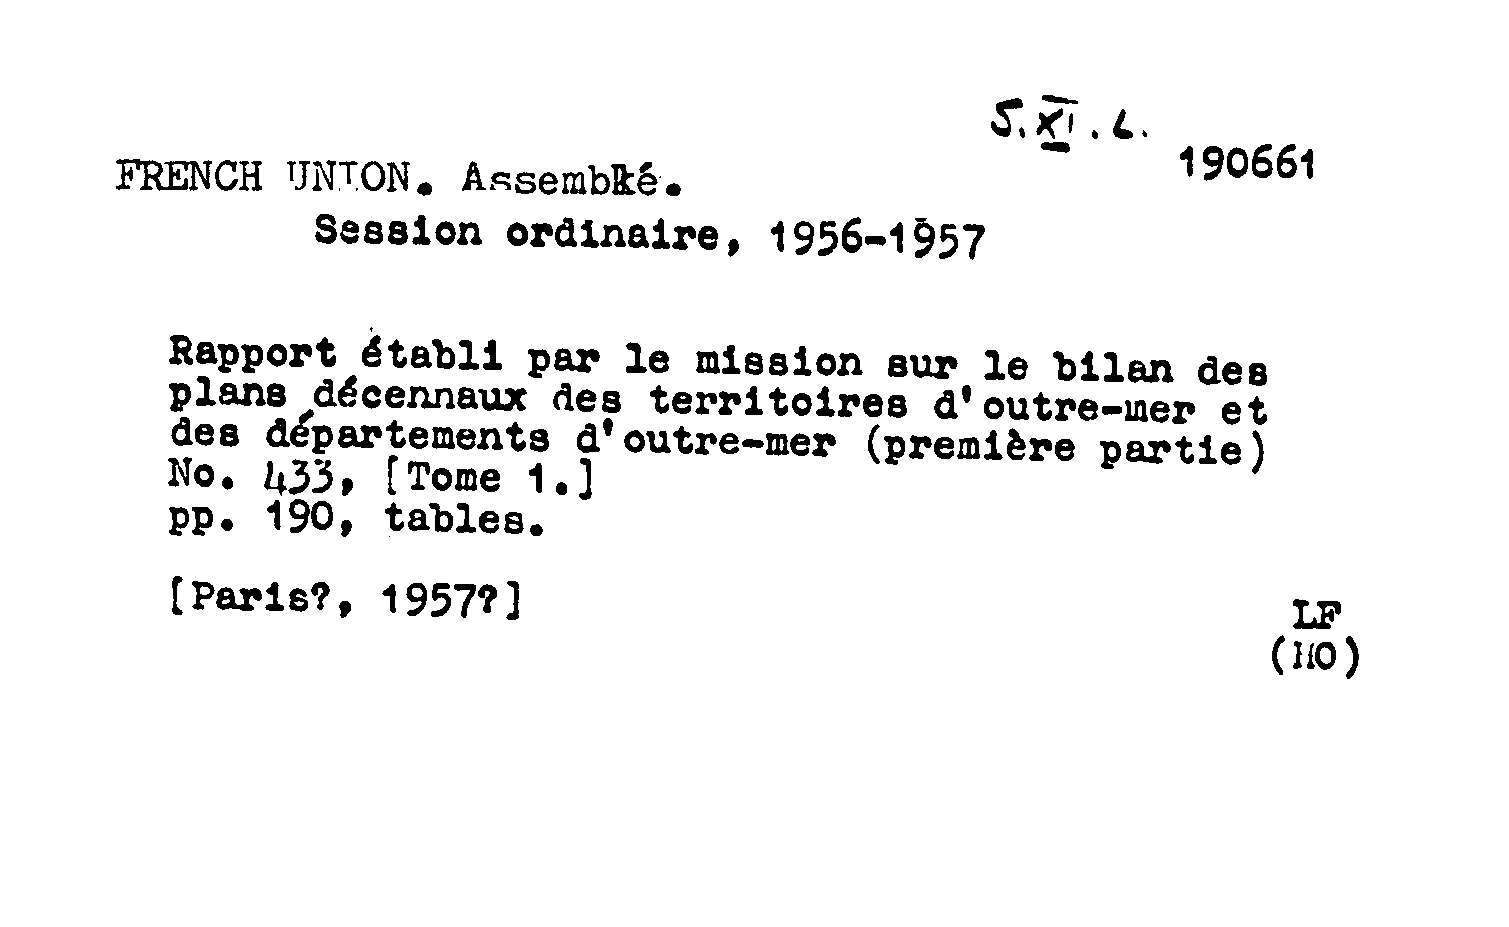 S.XI.L.
190661
FRENCH UNION. Assemblé.
Session ordinaire, 1956-1957
Rapport établi par le mission sur le bilan des
plans décennaux des territoires d'outre-mer et
des départements d'outre-mer (première partie)
No. 433, [Tome 1.]
pp. 190, tables.
[Paris?, 1957?]
LF
(HO)